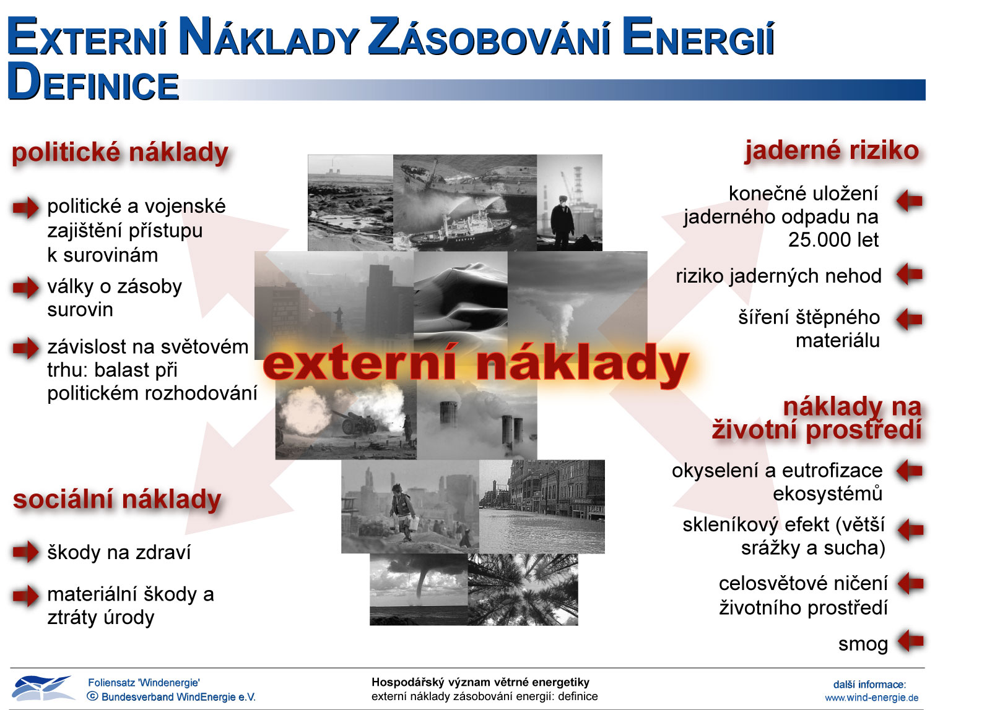 Externí Náklady Zásobování Energií
Definice
politické náklady
politické a vojenské
zajištění přístupu
k surovinám
války o zásoby
surovin
závislost na světovém
trhu: balast při
politickém rozhodování
sociální náklady
škody na zdraví
materiální škody a
ztráty úrody
externí náklady
jaderné riziko
konečné uložení
jaderného odpadu na
25.000 let
riziko jaderných nehod
šíření štěpného
materiálu
náklady na
životní prostředí
okyselení a eutrofizace
ekosystémů
skleníkový efekt (větší
srážky a sucha)
celosvětové ničení
životního prostředí
smog
Foliensatz 'Windenergie'
© Bundesverband WindEnergie e.V.
Hospodářský význam větrné energetiky
externí náklady zásobování energií: definice
další informace:
www.wind-energie.de